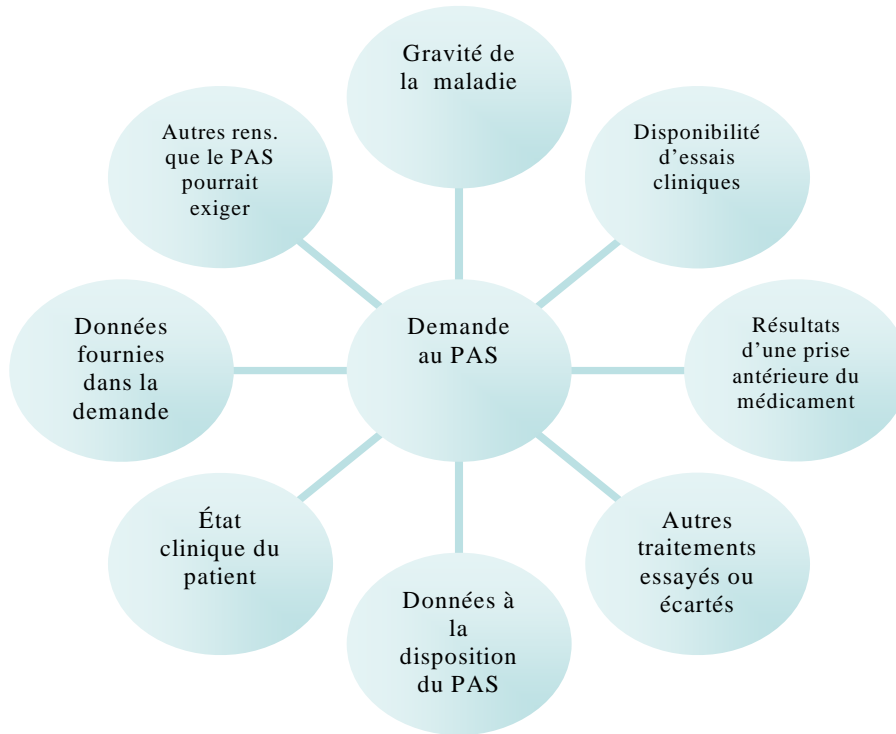 Gravité de
la maladie
Disponibilité
d'essais
cliniques
Résultats
d'une prise
antérieure du
médicament
Autres
traitements
essayés ou
écartés
Données à
la
disposition
du PAS
État
clinique du
patient
Données
fournies
dans la
demande
Autres rens.
que le PAS
pourrait
exiger
Demande
au PAS